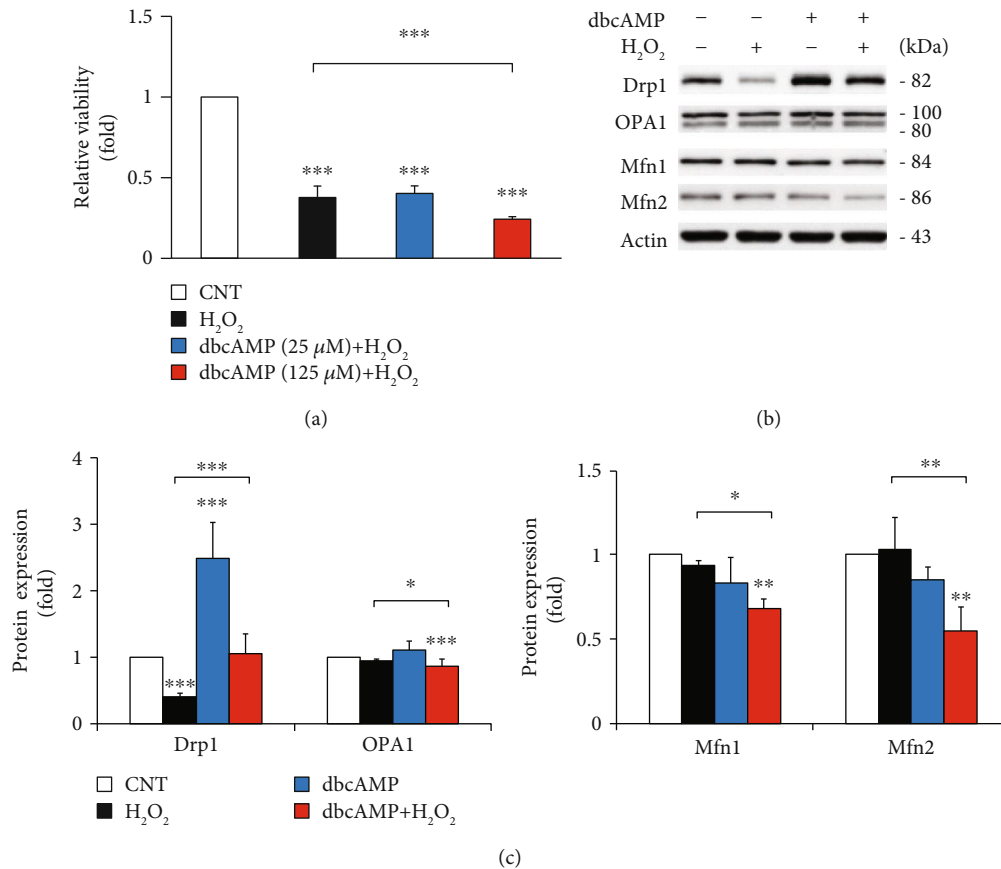 1.5
1
0.5
0
Relative viability
(fold)
***
***
***
***
CNT
H₂O₂
dbcAMP (25 μM)+H₂O₂
dbcAMP (125 μM)+H₂O₂
(a)
dbcAMP − − + +
H₂O₂ − + − + (kDa)
Drp1 - 82
OPA1 - 100
- 80
Mfn1 - 84
Mfn2 - 86
Actin - 43
(b)
4
3
2
1
0
Protein expression
(fold)
***
***
***
*
***
Drp1 OPA1
CNT
H₂O₂
dbcAMP
dbcAMP+H₂O₂
1.5
1
0.5
0
Protein expression
(fold)
*
**
**
**
Mfn1 Mfn2
(c)